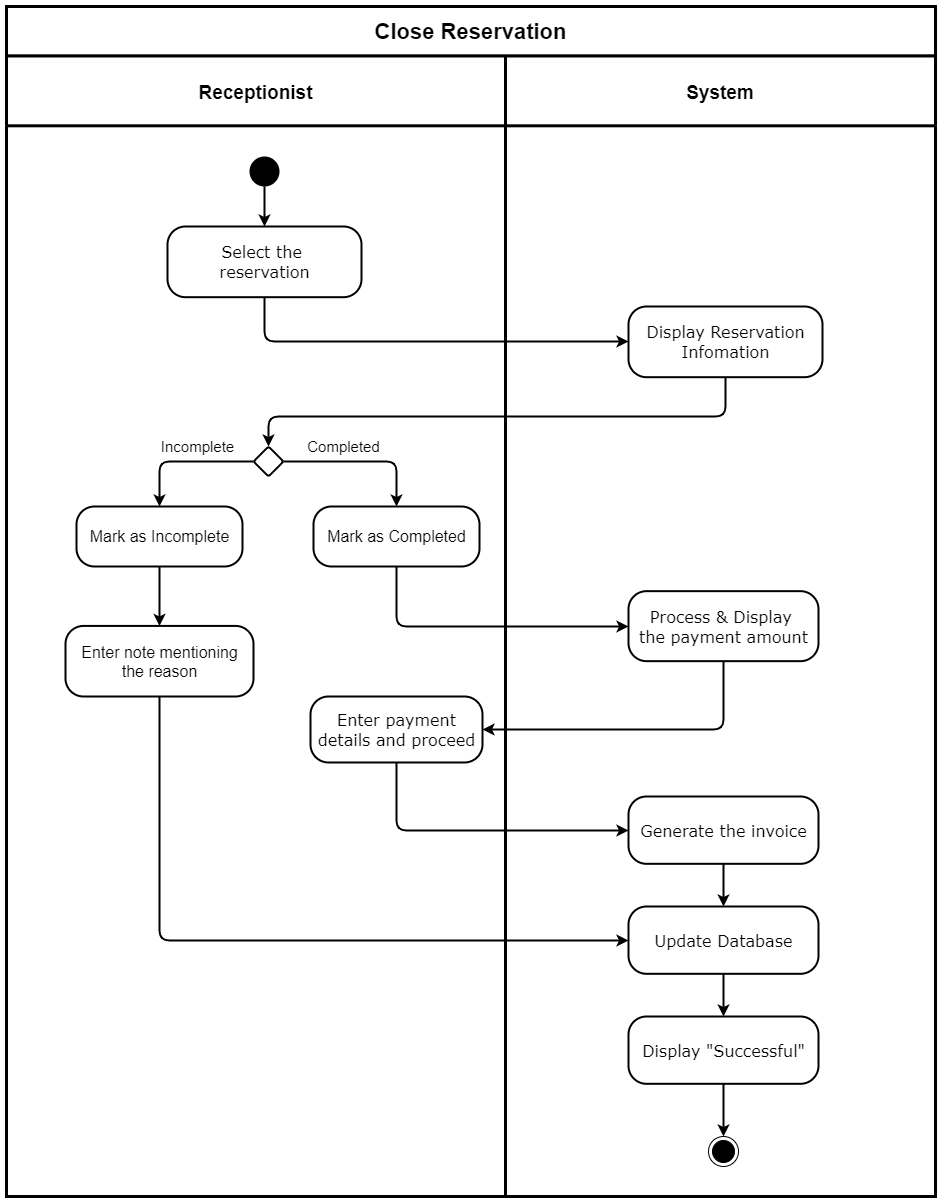 Close Reservation
Receptionist
System
Select the
reservation
Display Reservation
Infomation
Incomplete
Completed
Mark as Incomplete
Mark as Completed
Process & Display
the payment amount
Enter note mentioning
the reason
Enter payment
details and proceed
Generate the invoice
Update Database
Display "Successful"